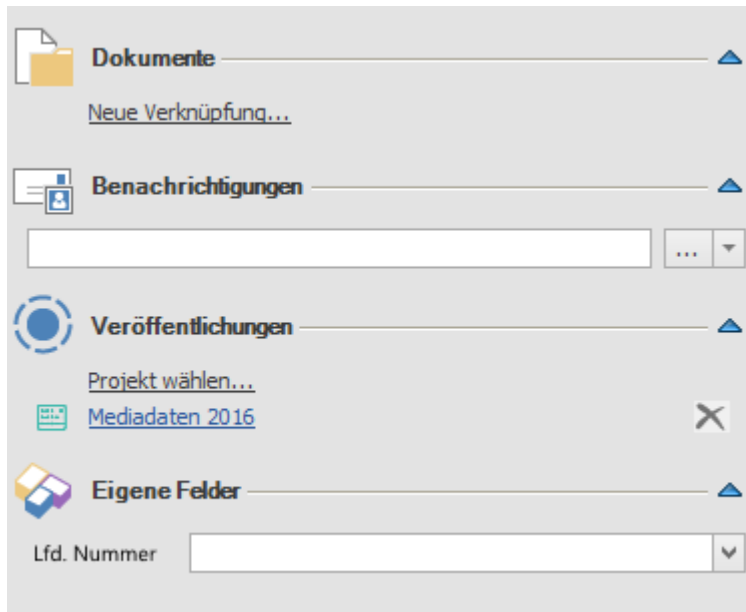 Dokumente
Neue Verknüpfung...
Benachrichtigungen
...
Veröffentlichungen
Projekt wählen...
Mediadaten 2016
Eigene Felder
Lfd. Nummer